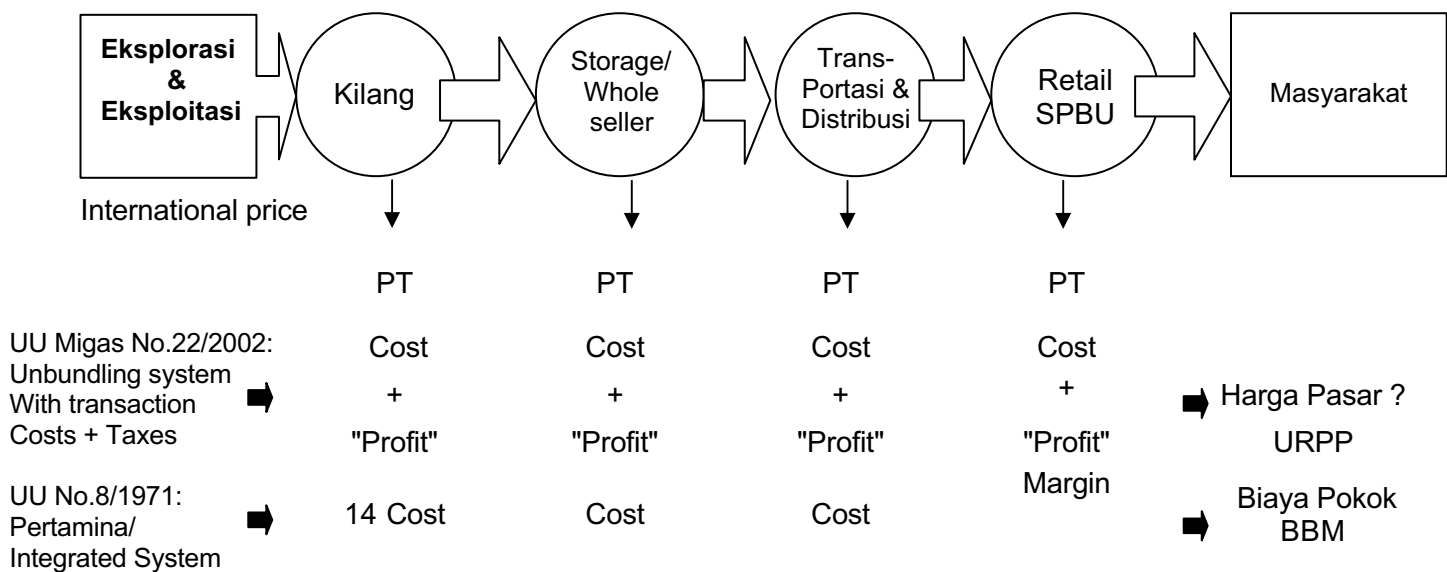 Eksplorasi
&
Eksploitasi
Kilang
Storage/
Whole
seller
Trans-
Portasi &
Distribusi
Retail
SPBU
Masyarakat
International price
PT PT PT PT
UU Migas No.22/2002:
Unbundling system
With transaction
Costs + Taxes
Cost Cost Cost Cost
+ + + +
"Profit" "Profit" "Profit" "Profit"
Margin
Harga Pasar ?
URPP
UU No.8/1971:
Pertamina/
Integrated System
14 Cost Cost Cost
Biaya Pokok
BBM